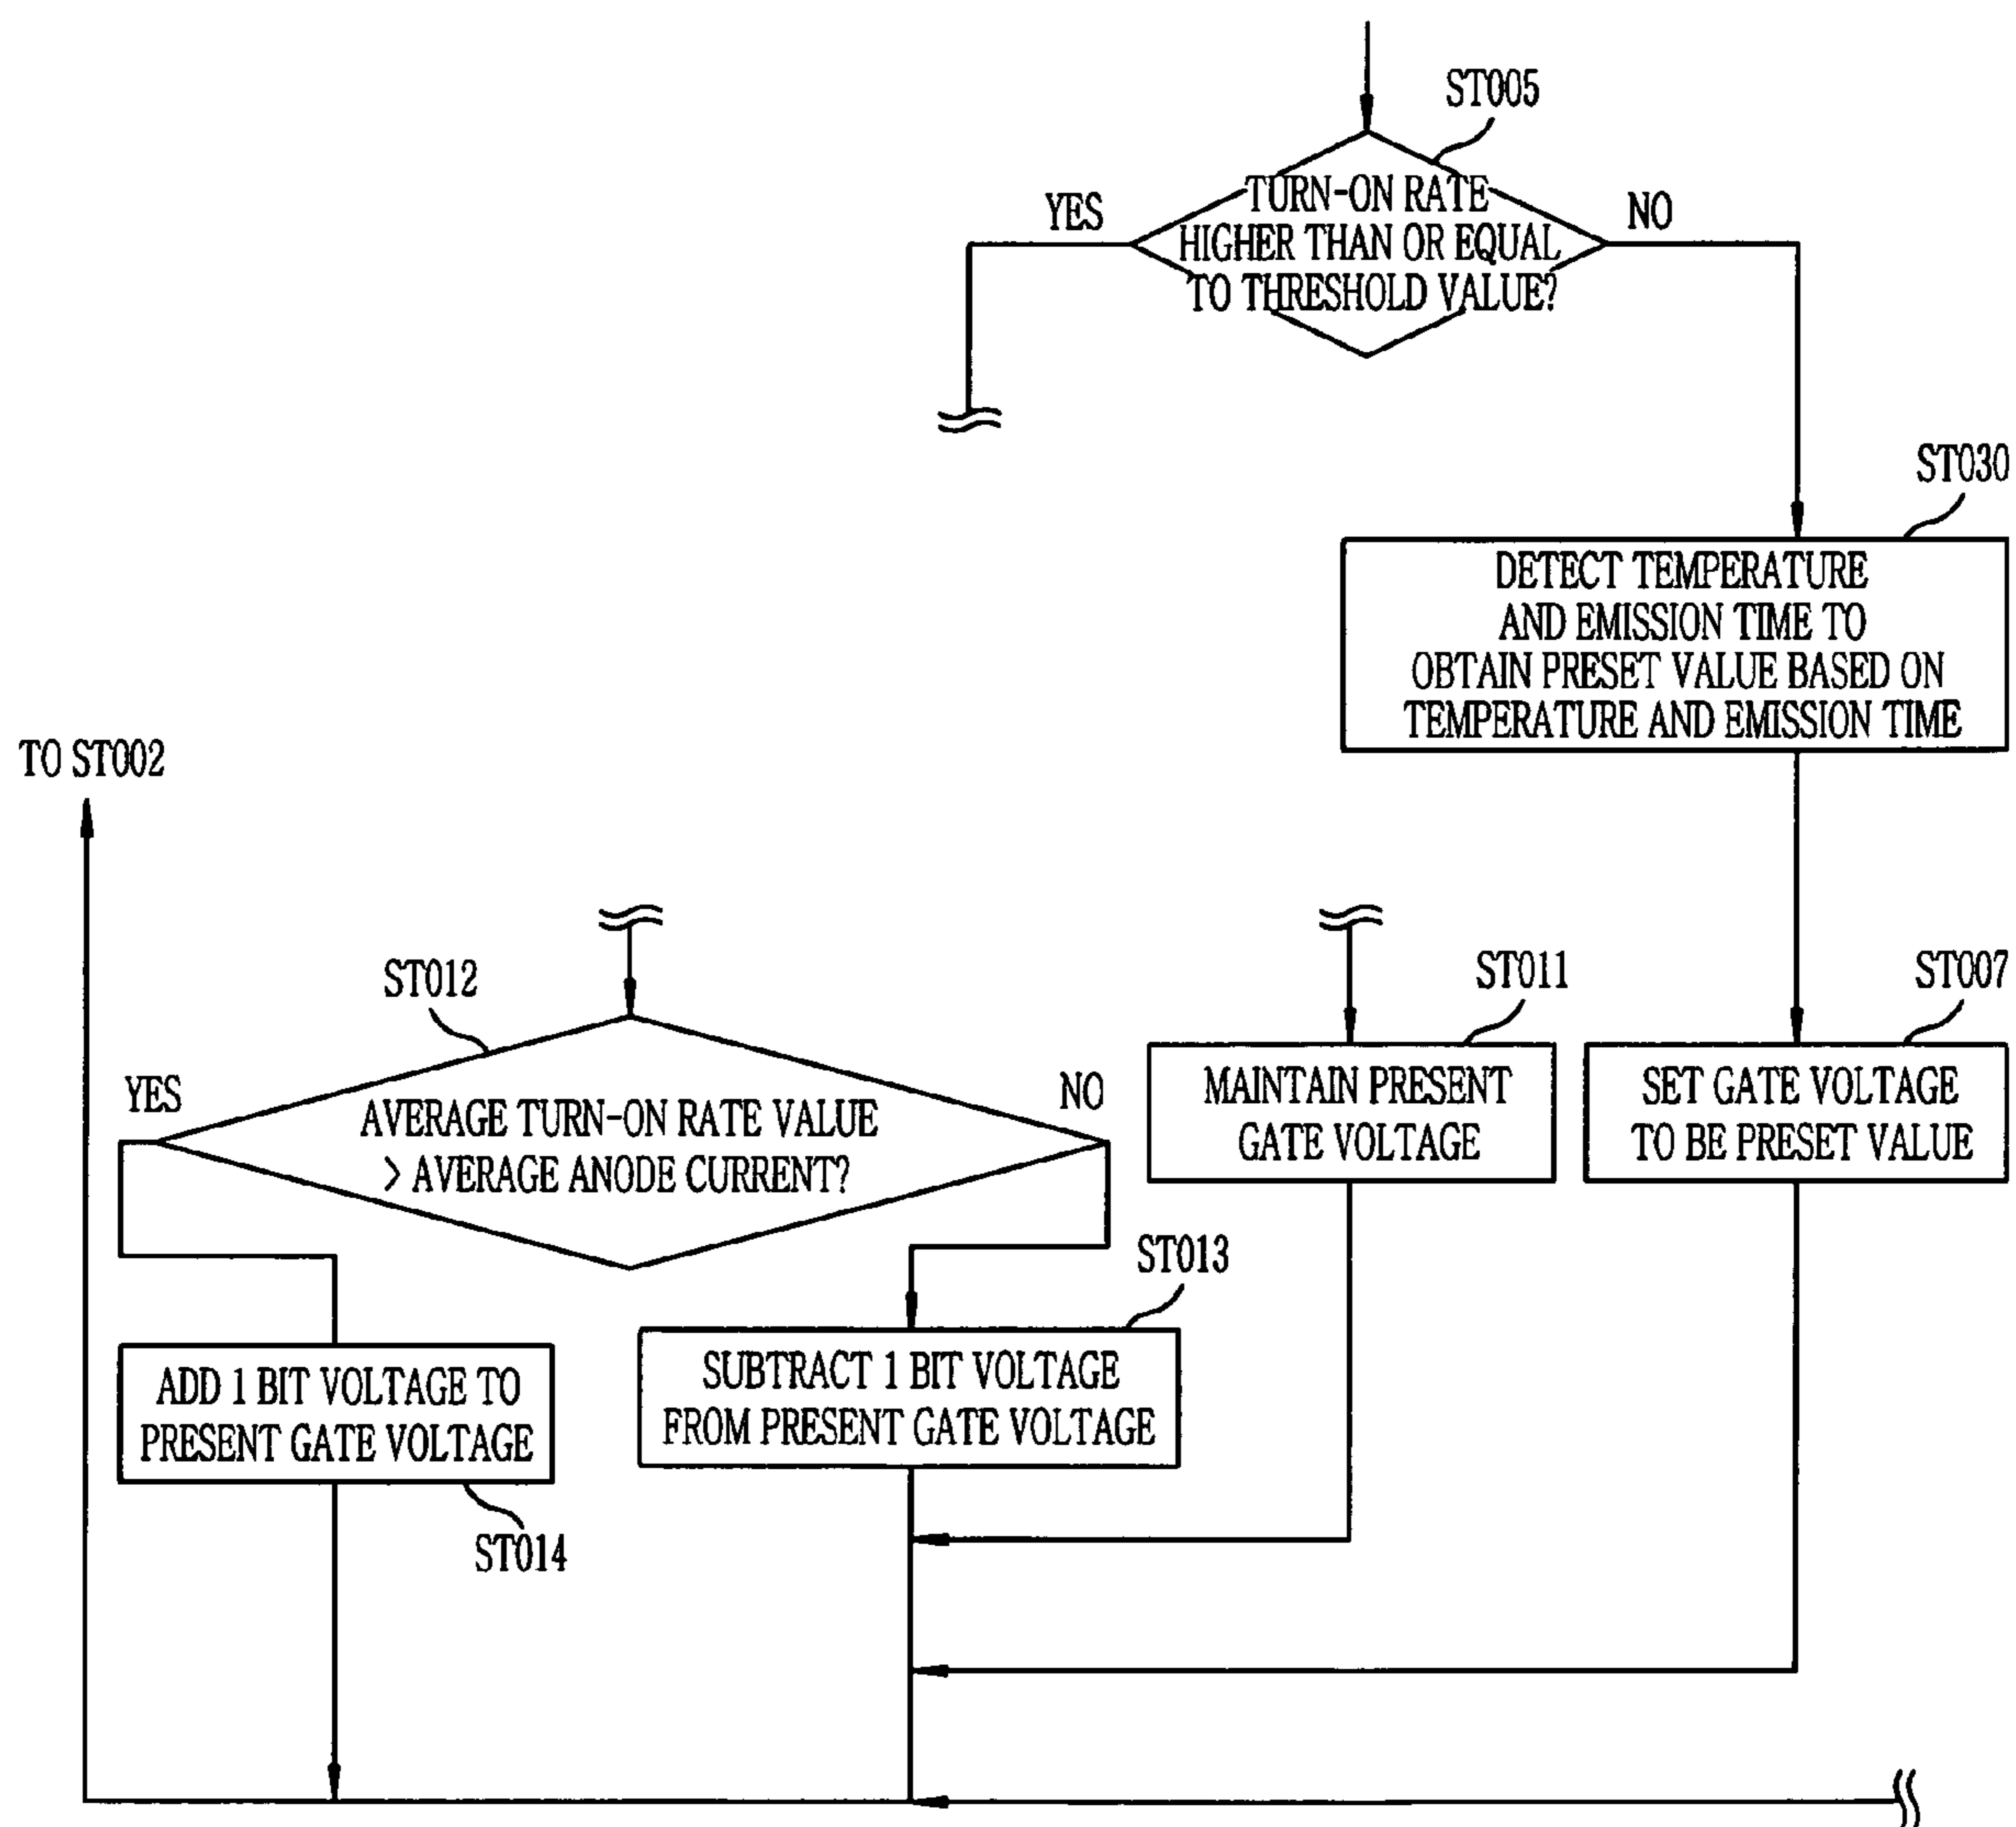 ST005
TURN-ON RATE
HIGHER THAN OR EQUAL
TO THRESHOLD VALUE?
YES
NO
ST030
DETECT TEMPERATURE
AND EMISSION TIME TO
OBTAIN PRESET VALUE BASED ON
TEMPERATURE AND EMISSION TIME
TO ST002
ST012
AVERAGE TURN-ON RATE VALUE
> AVERAGE ANODE CURRENT?
YES
NO
ST011
MAINTAIN PRESENT
GATE VOLTAGE
ST007
SET GATE VOLTAGE
TO BE PRESET VALUE
ST013
SUBTRACT 1 BIT VOLTAGE
FROM PRESENT GATE VOLTAGE
ADD 1 BIT VOLTAGE TO
PRESENT GATE VOLTAGE
ST014